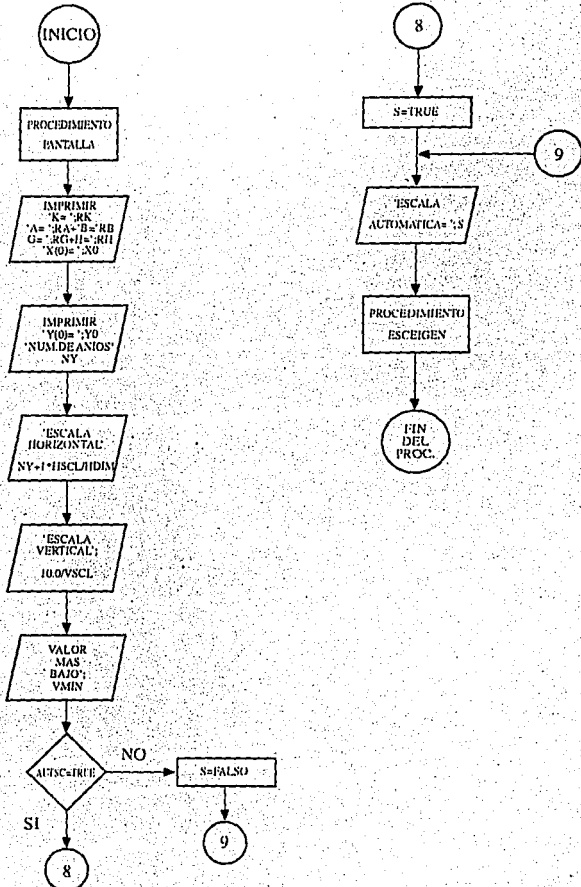 INICIO
PROCEDIMIENTO
PANTALLA
IMPRIMIR
'K= ';RK
'A= ';RA+'B='RB
G= ';RG+H=';RH
'X(0)= ';X0
IMPRIMIR
'Y(0)= ';Y0
'NUM.DE ANIOS'
NY
'ESCALA
HORIZONTAL'
NY+1*HSCL/HDIM
'ESCALA
VERTICAL';
10.0/VSCL
VALOR
MAS
BAJO';
VMIN
AUTSC=TRUE
NO
S=FALSO
9
SI
8
8
S=TRUE
9
'ESCALA
AUTOMATICA= ';S
PROCEDIMIENTO
ESCEIGEN
FIN
DEL
PROC.